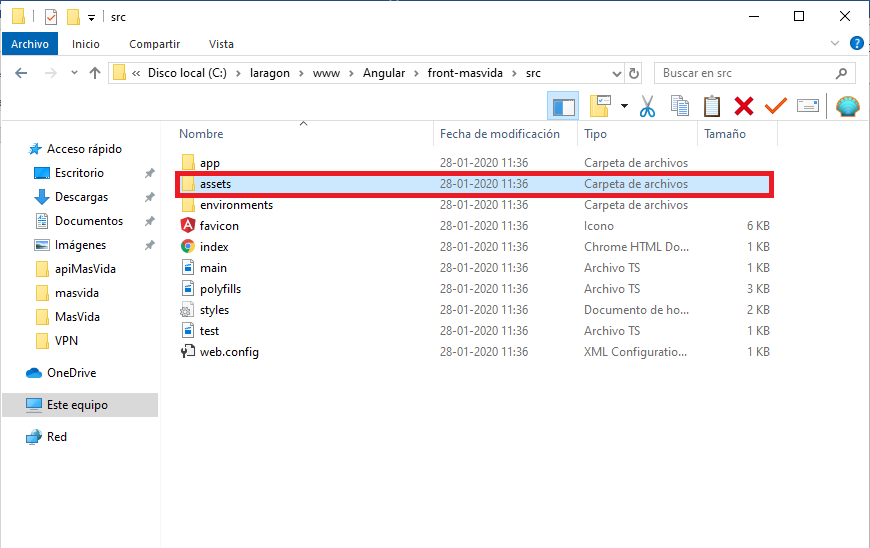 src
Archivo Inicio Compartir Vista
« Disco local (C:) > laragon > www > Angular > front-masvida > src
Buscar en src
Nombre Fecha de modificación Tipo Tamaño
Acceso rápido
Escritorio
Descargas
Documentos
Imágenes
apiMasVida
masvida
MasVida
VPN
OneDrive
Este equipo
Red
app 28-01-2020 11:36 Carpeta de archivos
assets 28-01-2020 11:36 Carpeta de archivos
environments 28-01-2020 11:36 Carpeta de archivos
favicon 28-01-2020 11:36 Icono 6 KB
index 28-01-2020 11:36 Chrome HTML Do... 1 KB
main 28-01-2020 11:36 Archivo TS 1 KB
polyfills 28-01-2020 11:36 Archivo TS 3 KB
styles 28-01-2020 11:36 Documento de ho... 2 KB
test 28-01-2020 11:36 Archivo TS 1 KB
web.config 28-01-2020 11:36 XML Configuratio... 1 KB